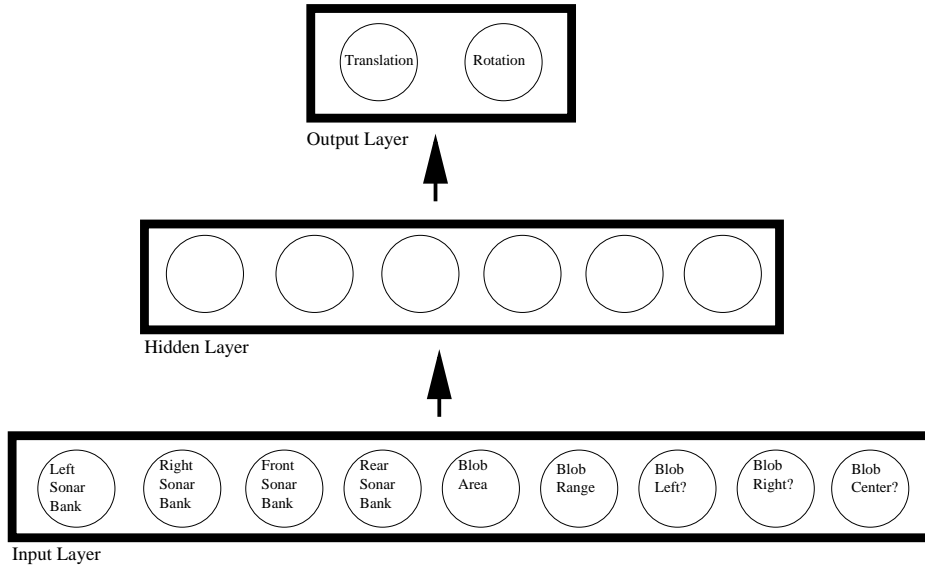 Translation
Rotation
Output Layer
Hidden Layer
Left
Sonar
Bank
Right
Sonar
Bank
Front
Sonar
Bank
Rear
Sonar
Bank
Blob
Area
Blob
Range
Blob
Left?
Blob
Right?
Blob
Center?
Input Layer